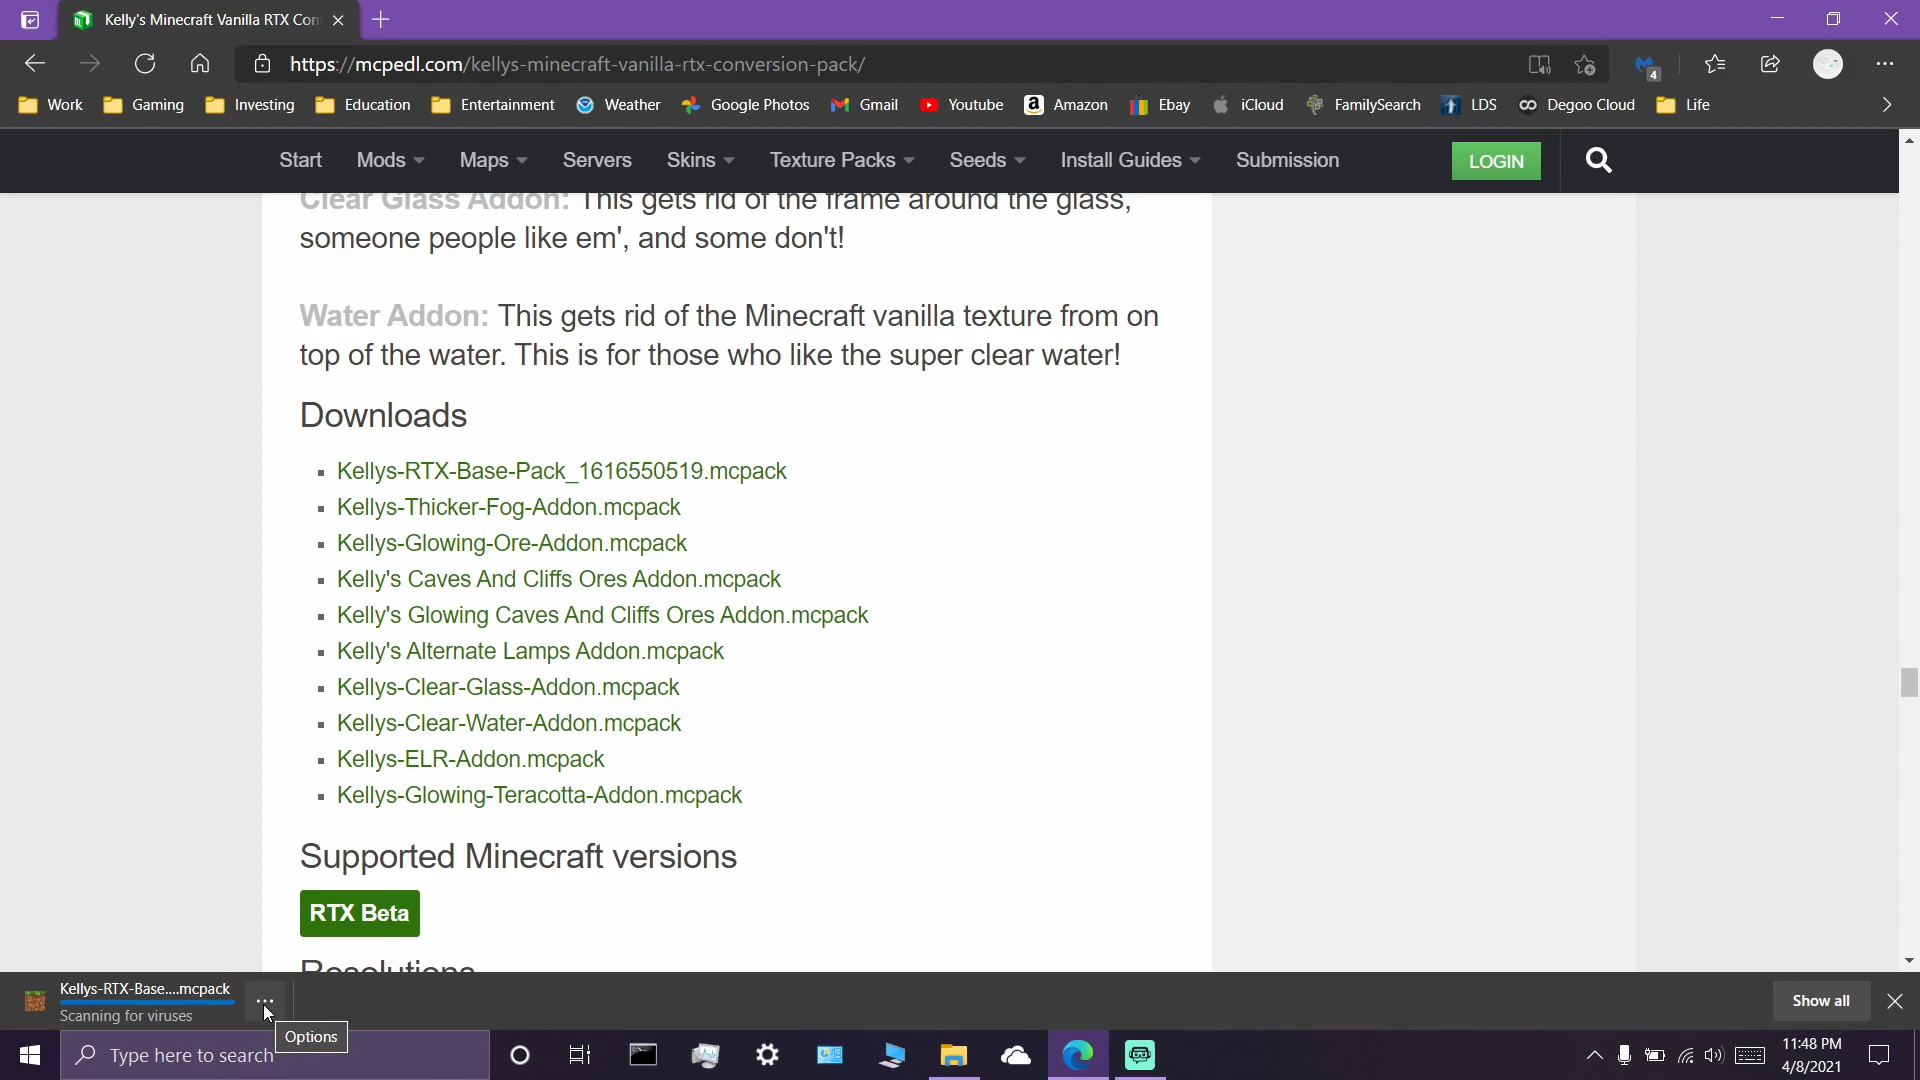 Kelly's Minecraft Vanilla RTX Con
https://mcpedl.com/kellys-minecraft-vanilla-rtx-conversion-pack/
4
Work Gaming Investing Education Entertainment Weather Google Photos Gmail Youtube Amazon Ebay iCloud FamilySearch LDS Degoo Cloud Life
Start Mods Maps Servers Skins Texture Packs Seeds Install Guides Submission LOGIN
Clear Glass Addon: This gets rid of the frame around the glass,
someone people like em', and some don't!
Water Addon: This gets rid of the Minecraft vanilla texture from on
top of the water. This is for those who like the super clear water!
Downloads
Kellys-RTX-Base-Pack_1616550519.mcpack
Kellys-Thicker-Fog-Addon.mcpack
Kellys-Glowing-Ore-Addon.mcpack
Kelly's Caves And Cliffs Ores Addon.mcpack
Kelly's Glowing Caves And Cliffs Ores Addon.mcpack
Kelly's Alternate Lamps Addon.mcpack
Kellys-Clear-Glass-Addon.mcpack
Kellys-Clear-Water-Addon.mcpack
Kellys-ELR-Addon.mcpack
Kellys-Glowing-Teracotta-Addon.mcpack
Supported Minecraft versions
RTX Beta
Resolutions
Kellys-RTX-Base....mcpack
Scanning for viruses
Show all
Options
Type here to search
11:48 PM
4/8/2021